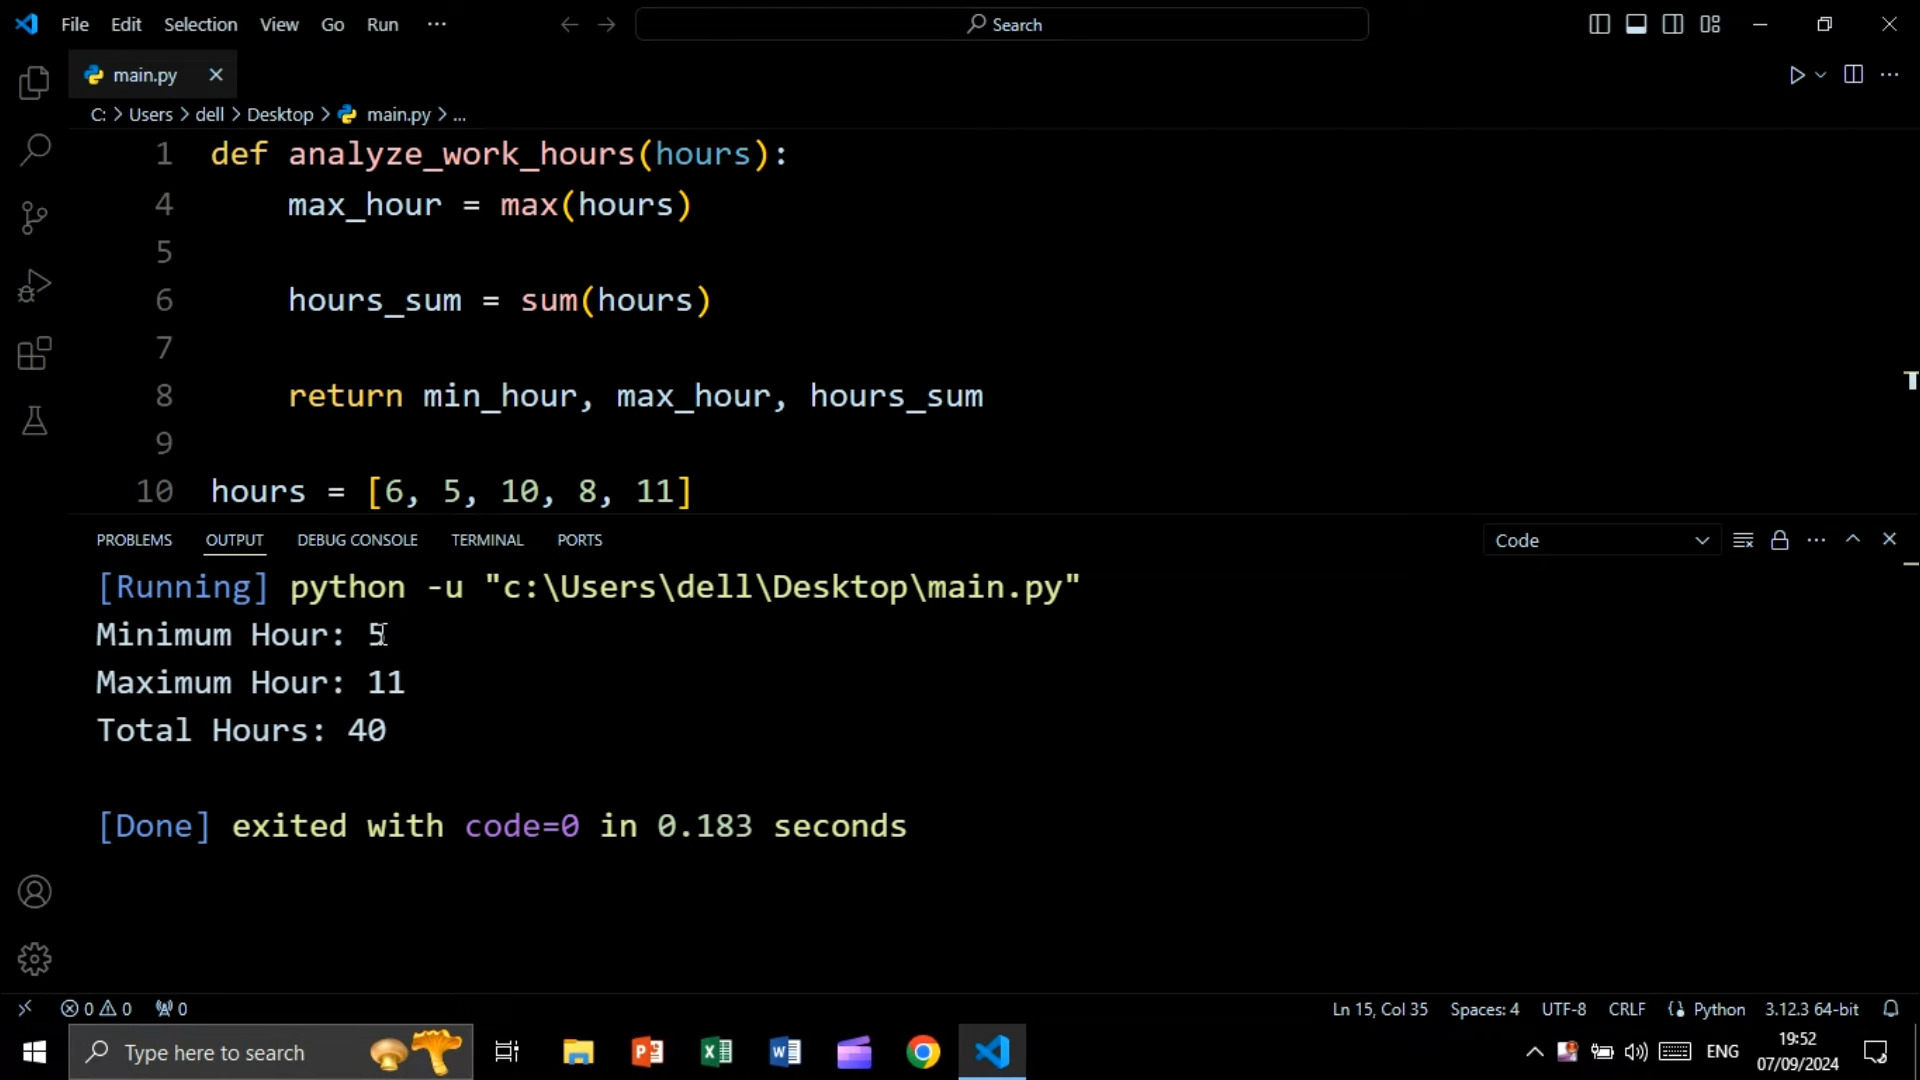 File Edit Selection View Go Run ···
Search
main.py
C: > Users > dell > Desktop > main.py > ...
1 def analyze_work_hours(hours):
4     max_hour = max(hours)
5
6     hours_sum = sum(hours)
7
8     return min_hour, max_hour, hours_sum
9
10 hours = [6, 5, 10, 8, 11]
PROBLEMS OUTPUT DEBUG CONSOLE TERMINAL PORTS
Code
[Running] python -u "c:\Users\dell\Desktop\main.py"
Minimum Hour: 5
Maximum Hour: 11
Total Hours: 40
[Done] exited with code=0 in 0.183 seconds
0 0 0
Ln 15, Col 35 Spaces: 4 UTF-8 CRLF Python 3.12.3 64-bit
Type here to search
ENG
19:52
07/09/2024